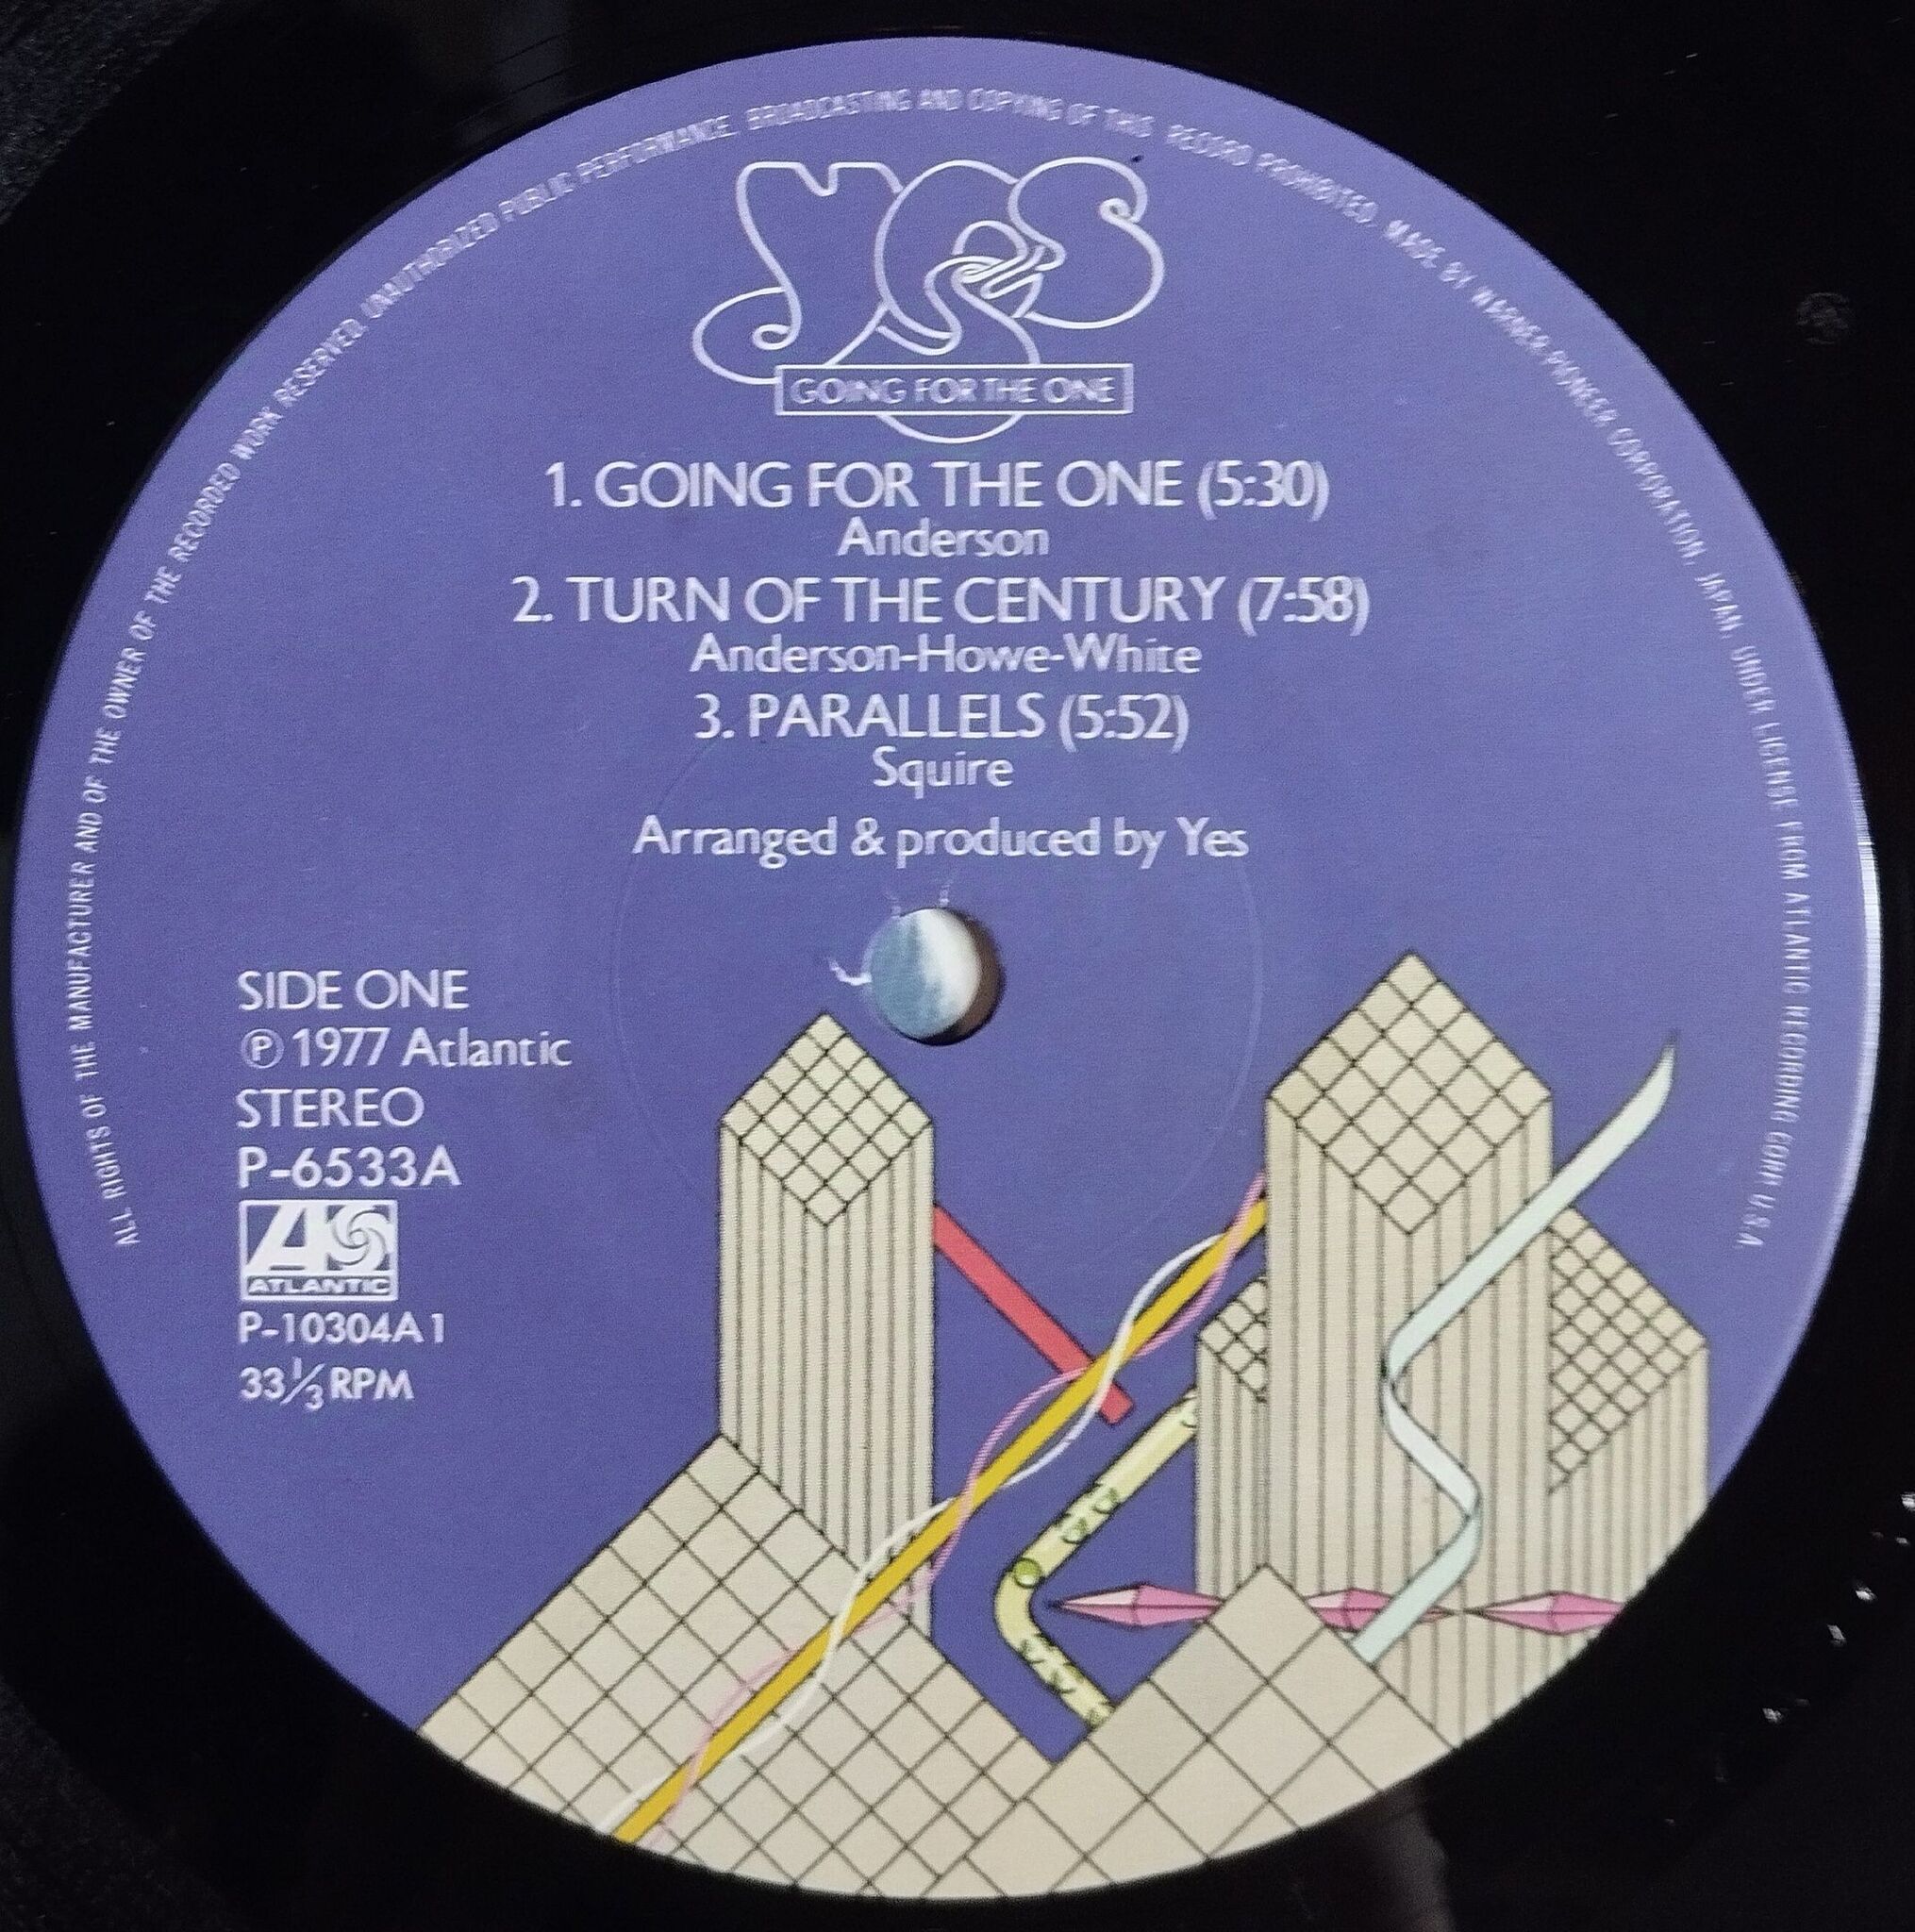 ALL RIGHTS OF THE MANUFACTURER AND OF THE OWNER OF THE RECORDED WORK RESERVED. UNAUTHORIZED PUBLIC PERFORMANCE, BROADCASTING AND COPYING OF THIS RECORD PROHIBITED. MADE BY WARNER-PIONEER CORPORATION, JAPAN, UNDER LICENSE FROM ATLANTIC RECORDING CORP. U.S.A.
yes
GOING FOR THE ONE
1. GOING FOR THE ONE (5:30)
Anderson
2. TURN OF THE CENTURY (7:58)
Anderson-Howe-White
3. PARALLELS (5:52)
Squire
Arranged & produced by Yes
SIDE ONE
℗ 1977 Atlantic
STEREO
P-6533A
ATLANTIC
P-10304A1
33⅓ RPM